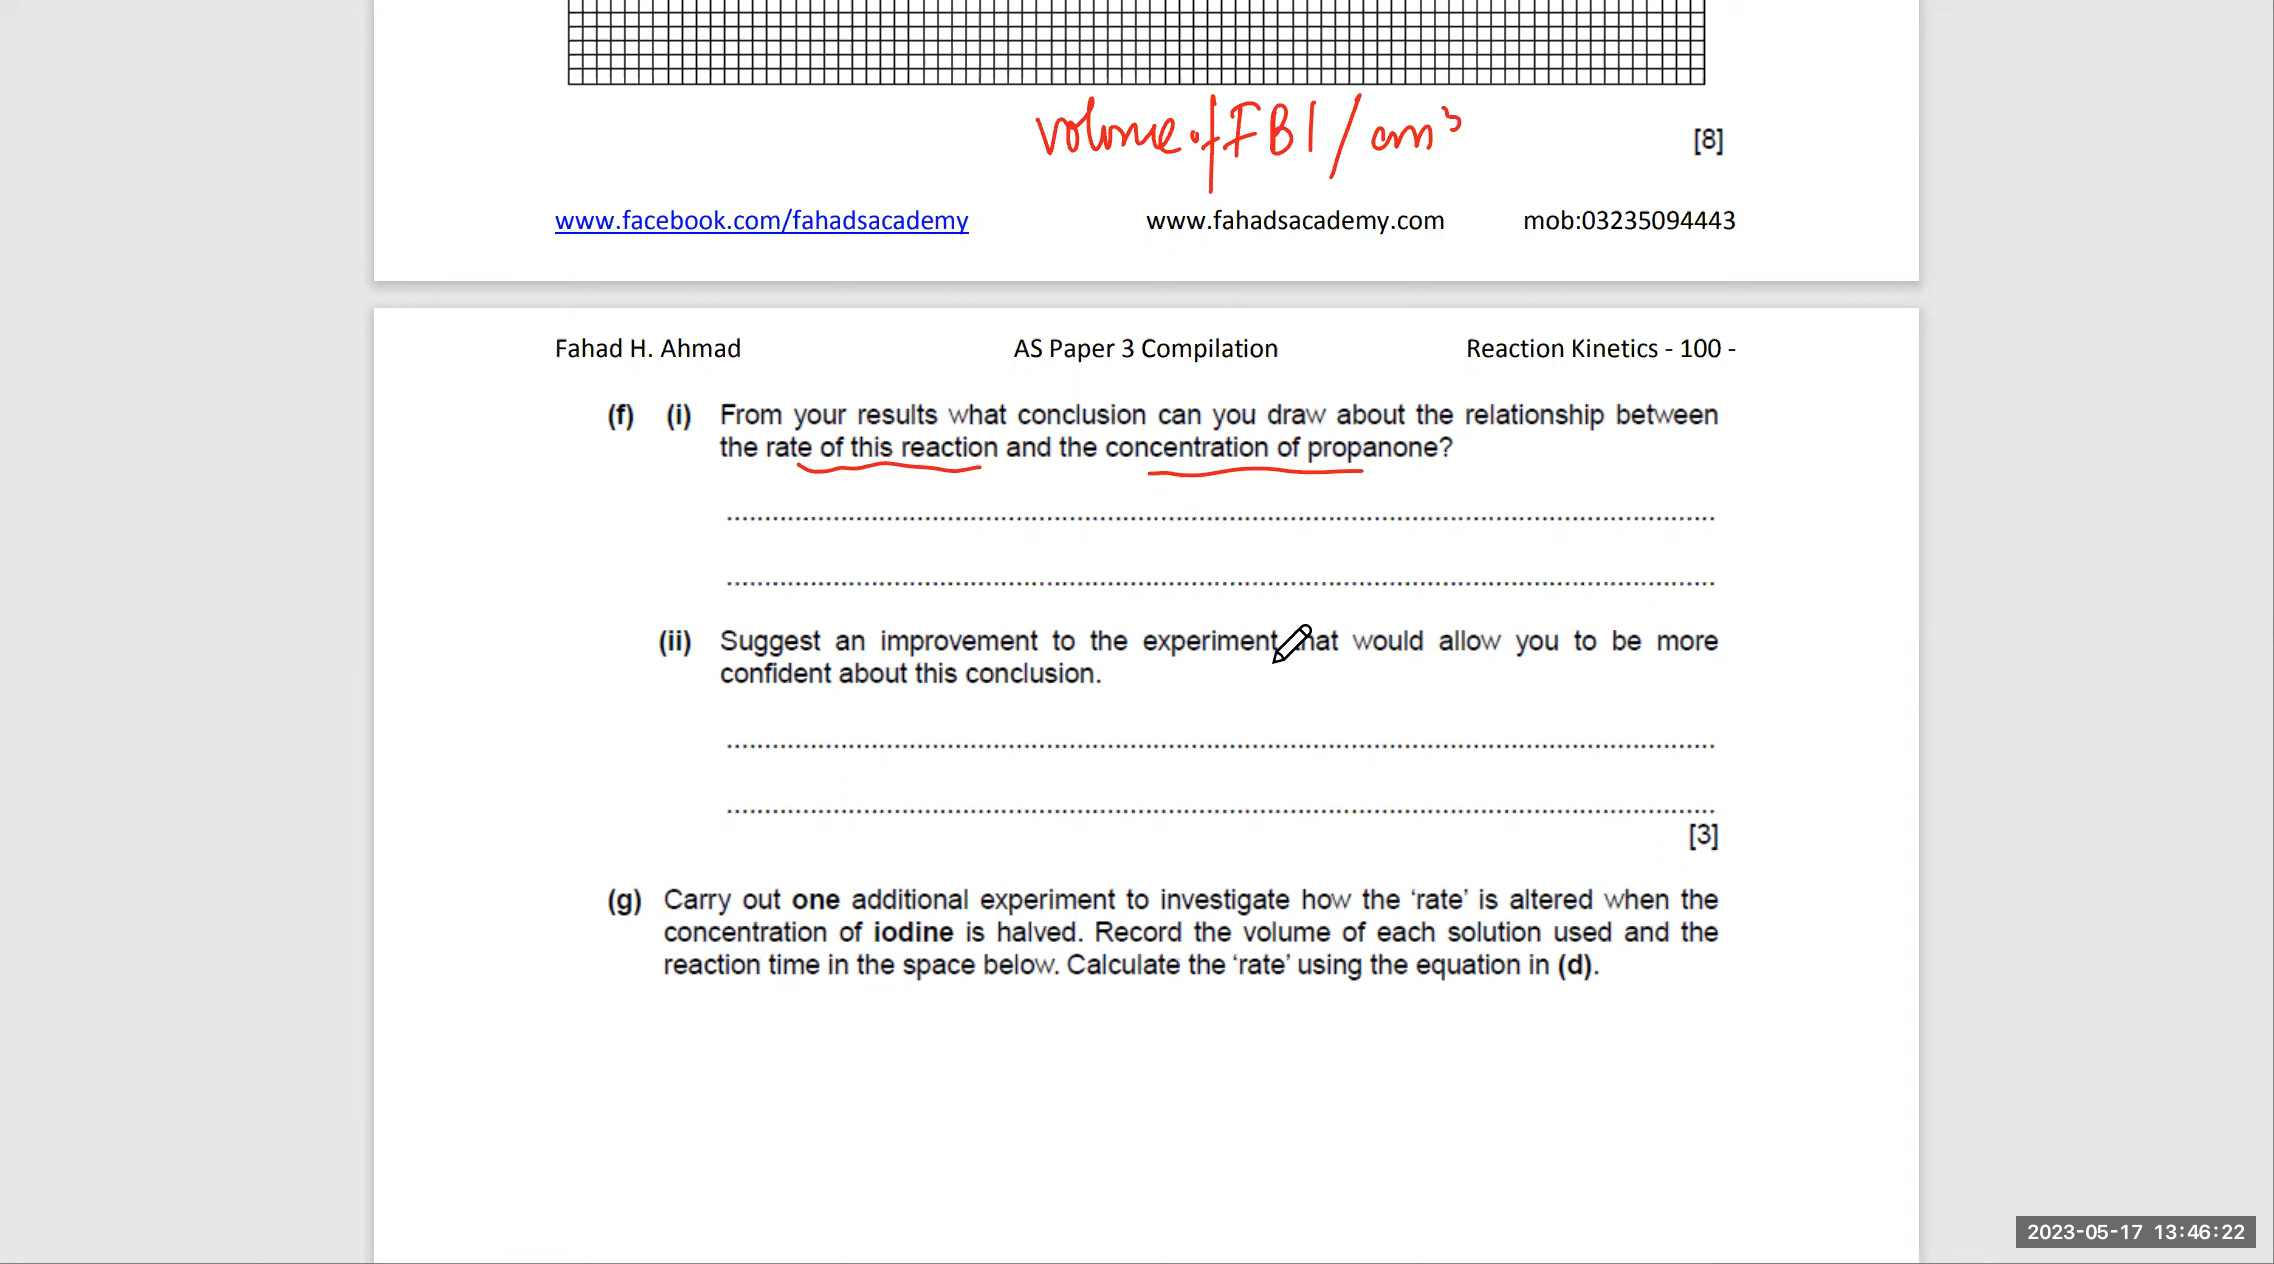 volume of FB1 / cm³
[8]
www.facebook.com/fahadsacademy www.fahadsacademy.com mob:03235094443
Fahad H. Ahmad AS Paper 3 Compilation Reaction Kinetics - 100 -
(f) (i) From your results what conclusion can you draw about the relationship between
the rate of this reaction and the concentration of propanone?
(ii) Suggest an improvement to the experiment that would allow you to be more
confident about this conclusion.
[3]
(g) Carry out one additional experiment to investigate how the ‘rate’ is altered when the
concentration of iodine is halved. Record the volume of each solution used and the
reaction time in the space below. Calculate the ‘rate’ using the equation in (d).
2023-05-17 13:46:22